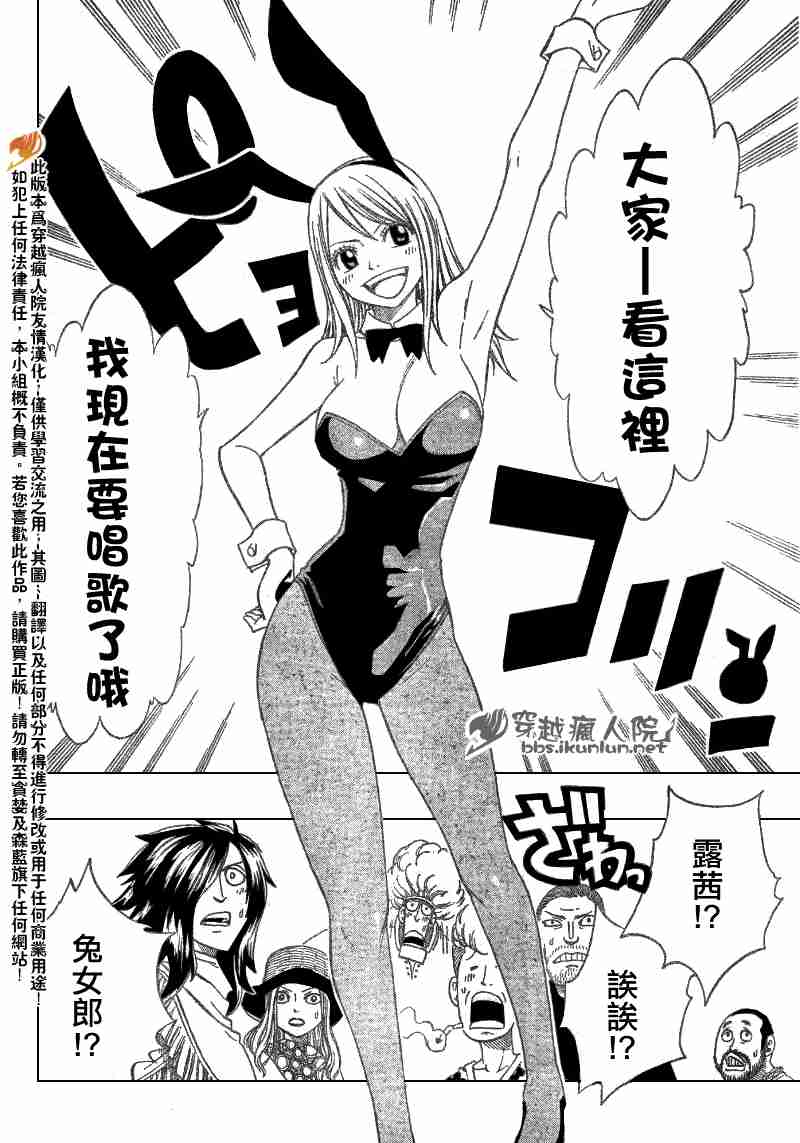 大家—看這裡
我現在要唱歌了哦
ピョコリン
ざわっ
露茜!?
誒誒!?
兔女郎!?
穿越瘋人院
bbs.ikunlun.net
此版本爲穿越瘋人院友情漢化…僅供學習交流之用…其圖…翻譯以及任何部分不得進行修改或用于任何商業用途!
如犯上任何法律責任,本小組概不負責。若您喜歡此作品,請購買正版!請勿轉至貪婪及森藍旗下任何網站!